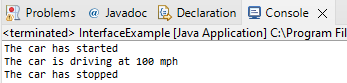 Problems @ Javadoc Declaration Console
<terminated> InterfaceExample [Java Application] C:\Program Fil
The car has started
The car is driving at 100 mph
The car has stopped